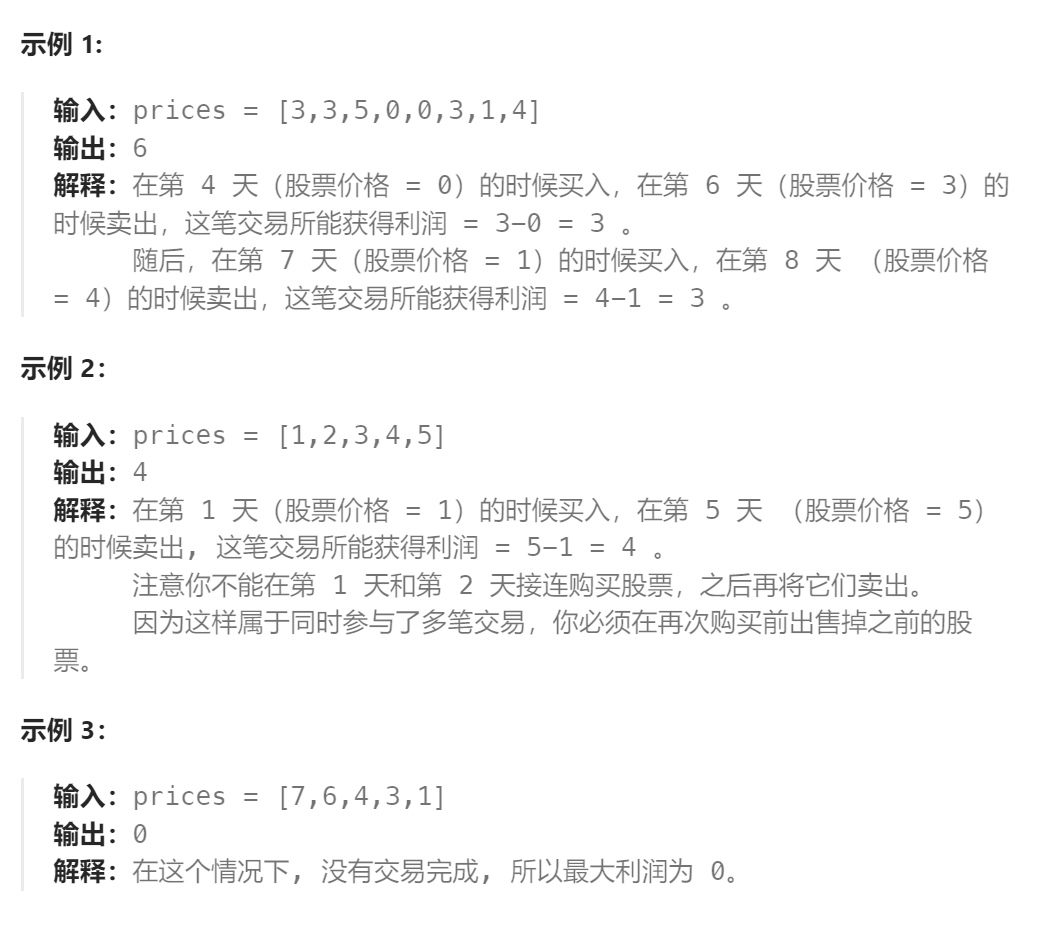 示例 1:
输入：prices = [3,3,5,0,0,3,1,4]
输出：6
解释：在第 4 天（股票价格 = 0）的时候买入，在第 6 天（股票价格 = 3）的
时候卖出，这笔交易所能获得利润 = 3-0 = 3 。
随后，在第 7 天（股票价格 = 1）的时候买入，在第 8 天 （股票价格
= 4）的时候卖出，这笔交易所能获得利润 = 4-1 = 3 。
示例 2：
输入：prices = [1,2,3,4,5]
输出：4
解释：在第 1 天（股票价格 = 1）的时候买入，在第 5 天 （股票价格 = 5）
的时候卖出, 这笔交易所能获得利润 = 5-1 = 4 。
注意你不能在第 1 天和第 2 天接连购买股票，之后再将它们卖出。
因为这样属于同时参与了多笔交易，你必须在再次购买前出售掉之前的股
票。
示例 3：
输入：prices = [7,6,4,3,1]
输出：0
解释：在这个情况下, 没有交易完成, 所以最大利润为 0。